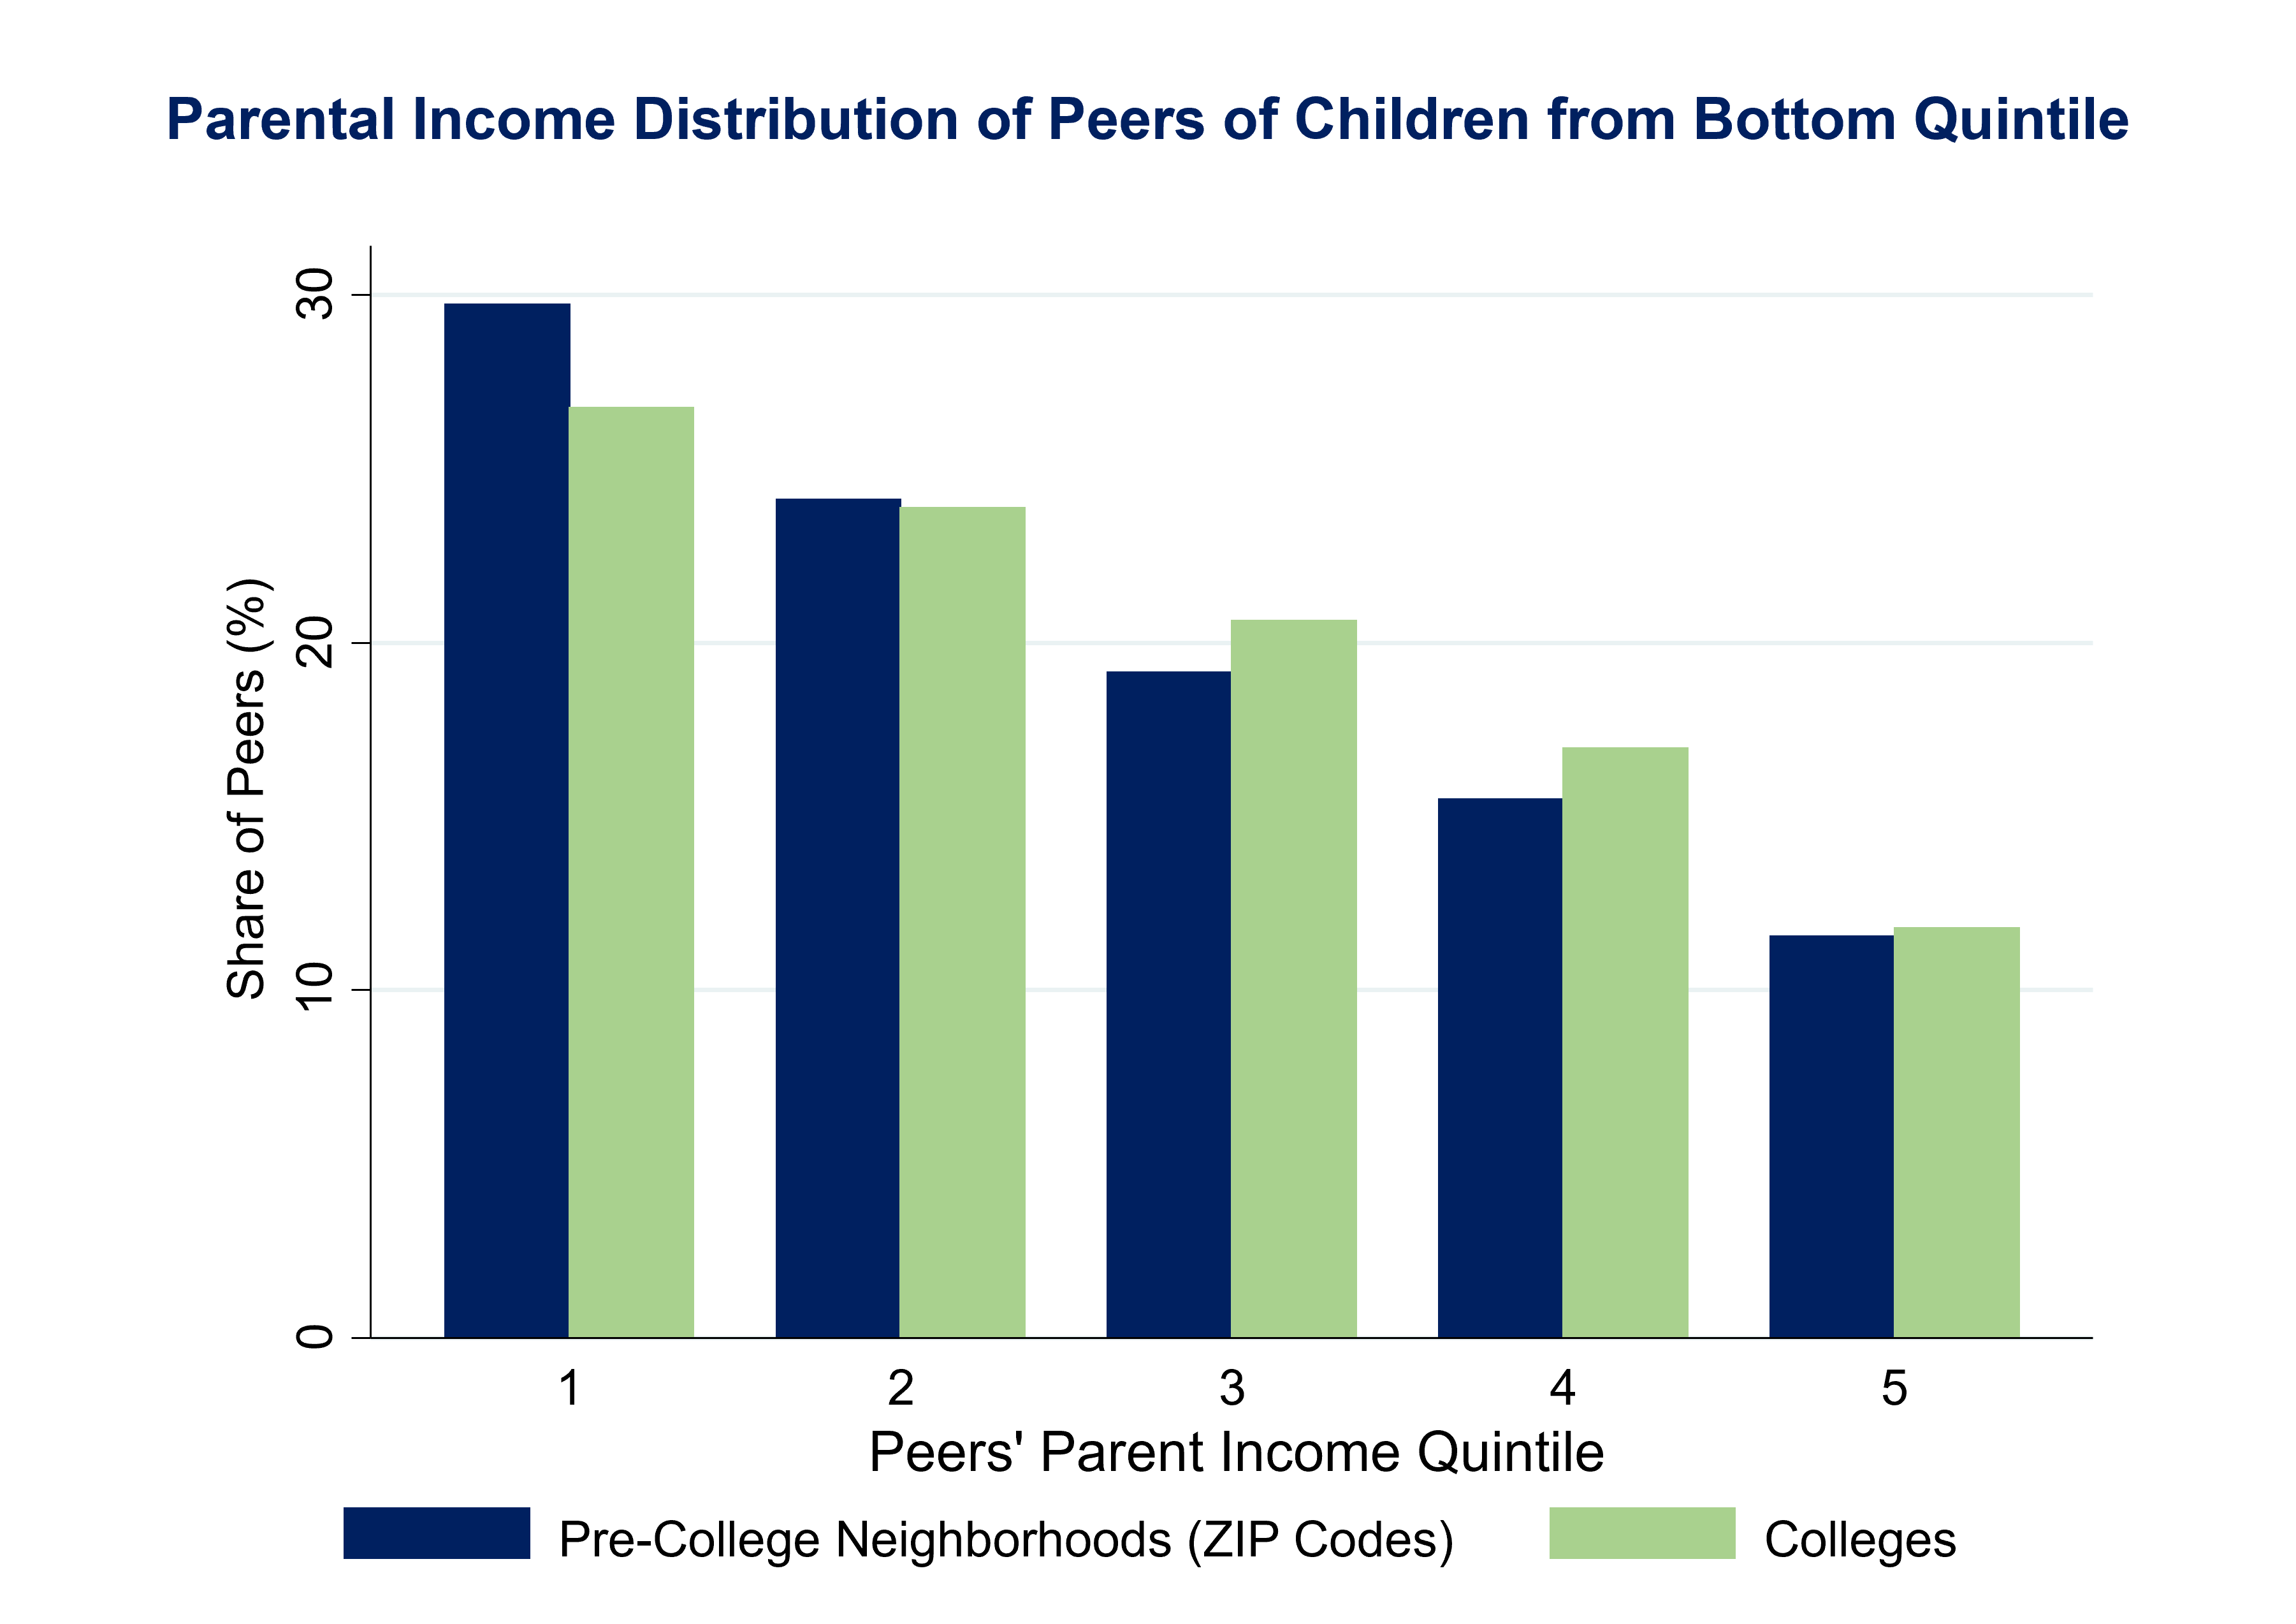 Parental Income Distribution of Peers of Children from Bottom Quintile
Share of Peers (%)
30
20
10
0
1 2 3 4 5
Peers' Parent Income Quintile
Pre-College Neighborhoods (ZIP Codes) Colleges